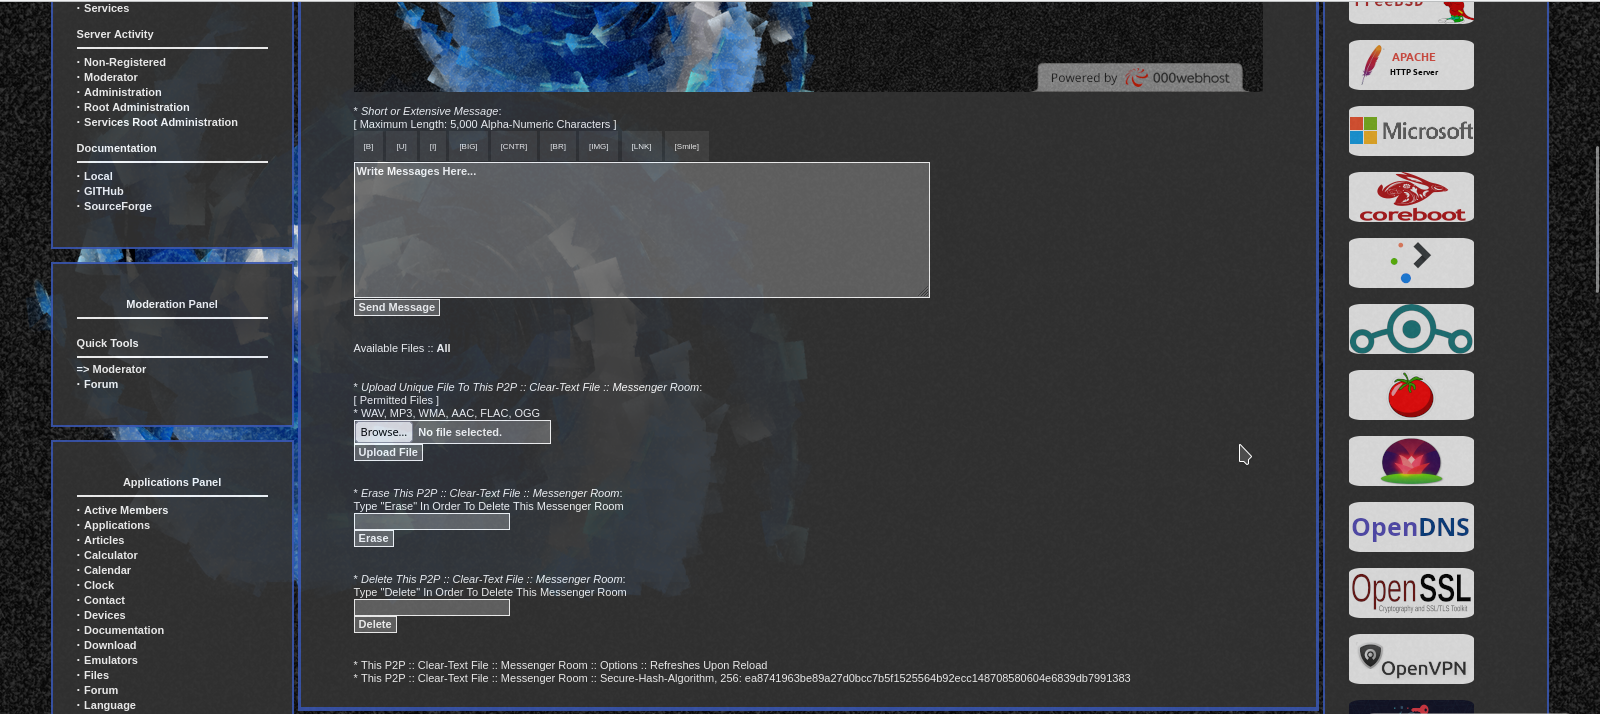 · Services
Server Activity
· Non-Registered
· Moderator
· Administration
· Root Administration
· Services Root Administration
Documentation
· Local
· GITHub
· SourceForge
Moderation Panel
Quick Tools
=> Moderator
· Forum
Applications Panel
· Active Members
· Applications
· Articles
· Calculator
· Calendar
· Clock
· Contact
· Devices
· Documentation
· Download
· Emulators
· Files
· Forum
· Language
Powered by 000webhost
* Short or Extensive Message:
[ Maximum Length: 5,000 Alpha-Numeric Characters ]
[B] [U] [I] [BIG] [CNTR] [BR] [IMG] [LNK] [Smile]
Write Messages Here...
Send Message
Available Files :: All
* Upload Unique File To This P2P :: Clear-Text File :: Messenger Room:
[ Permitted Files ]
* WAV, MP3, WMA, AAC, FLAC, OGG
Browse... No file selected.
Upload File
* Erase This P2P :: Clear-Text File :: Messenger Room:
Type "Erase" In Order To Delete This Messenger Room
Erase
* Delete This P2P :: Clear-Text File :: Messenger Room:
Type "Delete" In Order To Delete This Messenger Room
Delete
* This P2P :: Clear-Text File :: Messenger Room :: Options :: Refreshes Upon Reload
* This P2P :: Clear-Text File :: Messenger Room :: Secure-Hash-Algorithm, 256: ea8741963be89a27d0bcc7b5f1525564b92ecc148708580604e6839db7991383
FreeBSD
APACHE
HTTP Server
Microsoft
coreboot
OpenDNS
OpenSSL
Cryptography and SSL/TLS Toolkit
OpenVPN